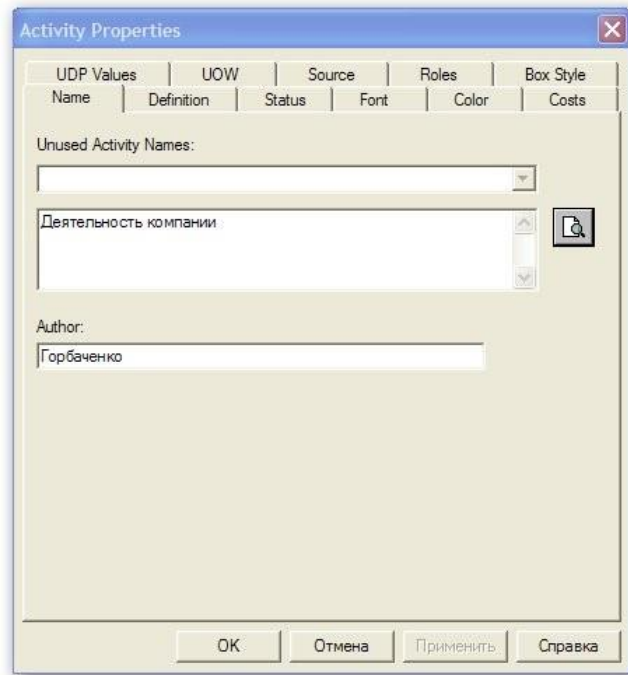 Activity Properties
UDP Values UOW Source Roles Box Style
Name Definition Status Font Color Costs
Unused Activity Names:
Деятельность компании
Author:
Горбаченко
OK Отмена Применить Справка